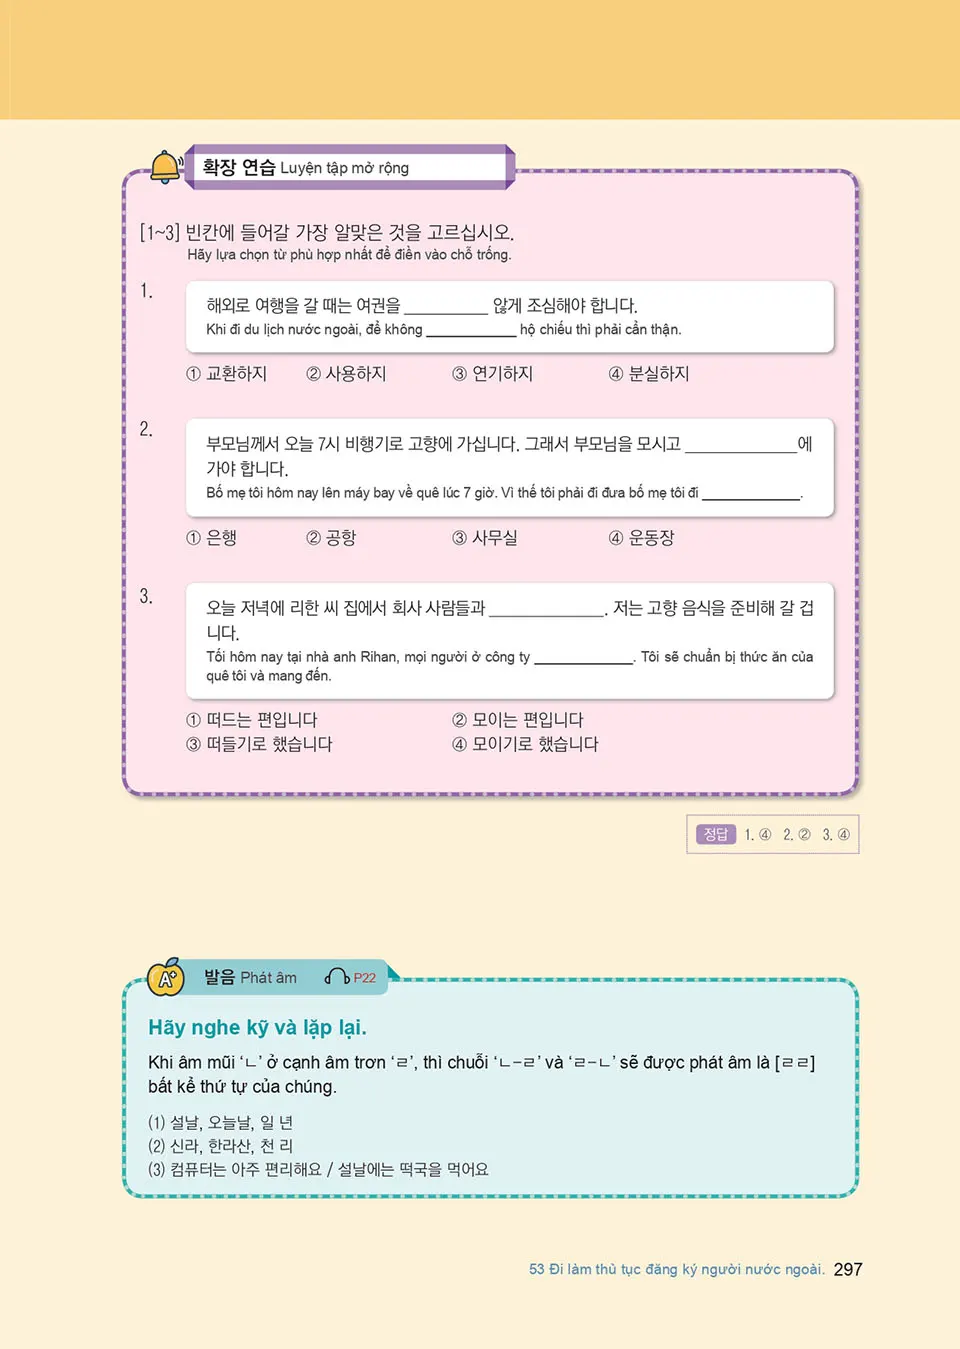 확장 연습 Luyện tập mở rộng
[1~3] 빈칸에 들어갈 가장 알맞은 것을 고르십시오.
Hãy lựa chọn từ phù hợp nhất để điền vào chỗ trống.
1.
해외로 여행을 갈 때는 여권을 __________ 않게 조심해야 합니다.
Khi đi du lịch nước ngoài, để không ____________ hộ chiếu thì phải cẩn thận.
① 교환하지 ② 사용하지 ③ 연기하지 ④ 분실하지
2.
부모님께서 오늘 7시 비행기로 고향에 가십니다. 그래서 부모님을 모시고 _____________에
가야 합니다.
Bố mẹ tôi hôm nay lên máy bay về quê lúc 7 giờ. Vì thế tôi phải đi đưa bố mẹ tôi đi _____________.
① 은행 ② 공항 ③ 사무실 ④ 운동장
3.
오늘 저녁에 리한 씨 집에서 회사 사람들과 _____________. 저는 고향 음식을 준비해 갈 겁
니다.
Tối hôm nay tại nhà anh Rihan, mọi người ở công ty _____________. Tôi sẽ chuẩn bị thức ăn của
quê tôi và mang đến.
① 떠드는 편입니다 ② 모이는 편입니다
③ 떠들기로 했습니다 ④ 모이기로 했습니다
정답 1. ④ 2. ② 3. ④
A+ 발음 Phát âm P22
Hãy nghe kỹ và lặp lại.
Khi âm mũi ‘ㄴ’ ở cạnh âm trơn ‘ㄹ’, thì chuỗi ‘ㄴ-ㄹ’ và ‘ㄹ-ㄴ’ sẽ được phát âm là [ㄹㄹ]
bất kể thứ tự của chúng.
(1) 설날, 오늘날, 일 년
(2) 신라, 한라산, 천 리
(3) 컴퓨터는 아주 편리해요 / 설날에는 떡국을 먹어요
53 Đi làm thủ tục đăng ký người nước ngoài. 297